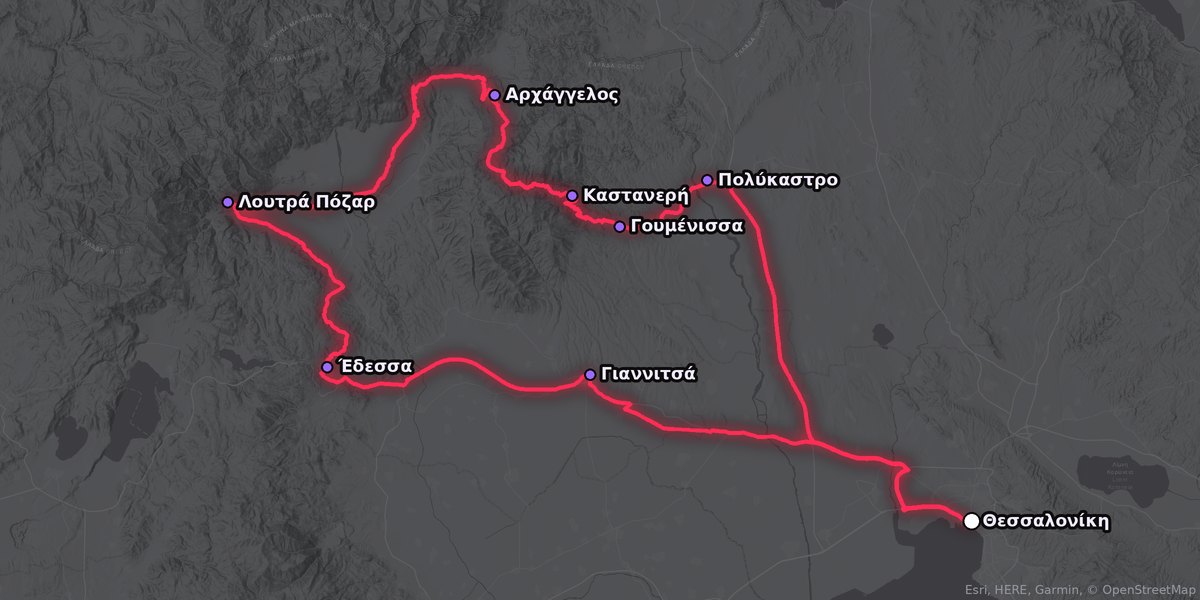 Αρχάγγελος
Καστανερή
Πολύκαστρο
Λουτρά Πόζαρ
Γουμένισσα
Έδεσσα
Γιαννιτσά
Θεσσαλονίκη
Esri, HERE, Garmin, © OpenStreetMap